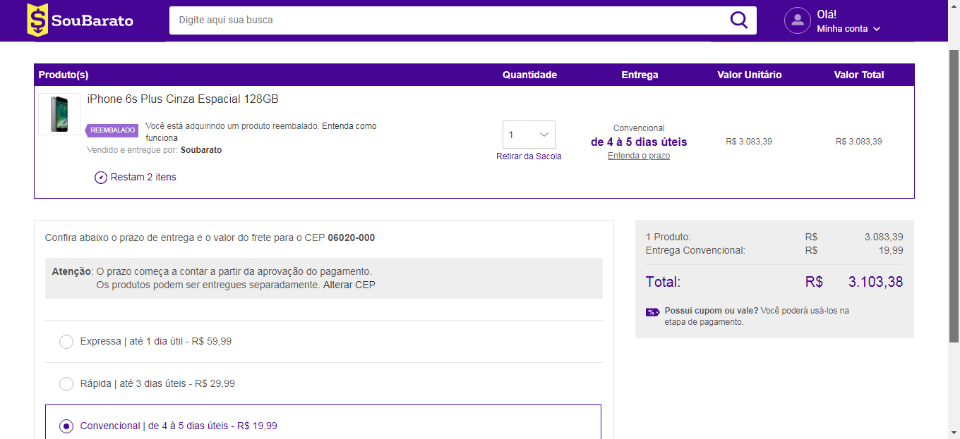 SouBarato
Digite aqui sua busca
Olá!
Minha conta
Produto(s)
Quantidade
Entrega
Valor Unitário
Valor Total
iPhone 6s Plus Cinza Espacial 128GB
REEMBALADO
Você está adquirindo um produto reembalado. Entenda como
funciona
Vendido e entregue por: Soubarato
Restam 2 itens
1
Retirar da Sacola
Convencional
de 4 à 5 dias úteis
Entenda o prazo
R$ 3.083,39
R$ 3.083,39
Confira abaixo o prazo de entrega e o valor do frete para o CEP 06020-000
Atenção: O prazo começa a contar a partir da aprovação do pagamento.
Os produtos podem ser entregues separadamente. Alterar CEP
Expressa | até 1 dia útil - R$ 59,99
Rápida | até 3 dias úteis - R$ 29,99
Convencional | de 4 à 5 dias úteis - R$ 19,99
1 Produto: R$ 3.083,39
Entrega Convencional: R$ 19,99
Total: R$ 3.103,38
Possui cupom ou vale? Você poderá usá-los na
etapa de pagamento.